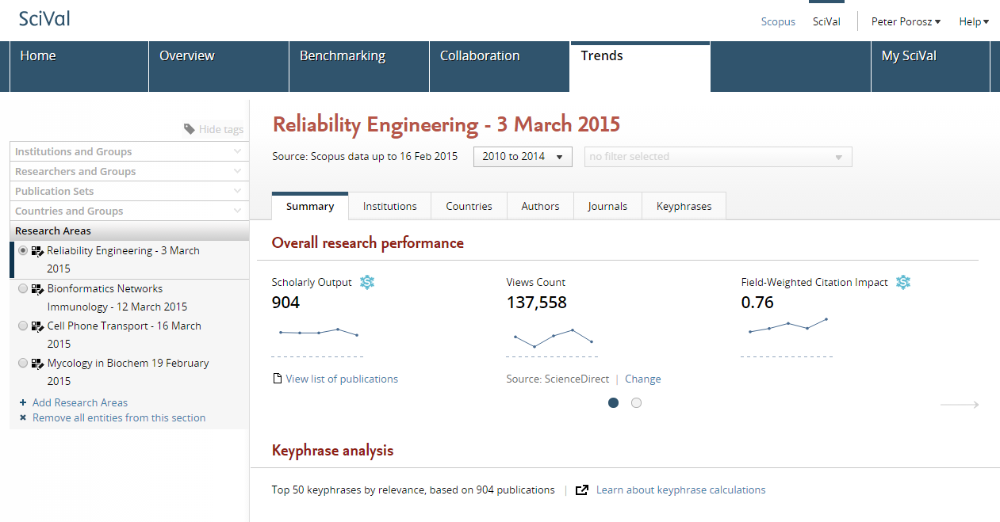 SciVal
Scopus SciVal Peter Porosz Help
Home Overview Benchmarking Collaboration Trends My SciVal
Hide tags
Institutions and Groups
Researchers and Groups
Publication Sets
Countries and Groups
Research Areas
Reliability Engineering - 3 March
2015
Bionformatics Networks
Immunology - 12 March 2015
Cell Phone Transport - 16 March
2015
Mycology in Biochem 19 February
2015
Add Research Areas
Remove all entities from this section
Reliability Engineering - 3 March 2015
Source: Scopus data up to 16 Feb 2015 2010 to 2014 no filter selected
Summary Institutions Countries Authors Journals Keyphrases
Overall research performance
Scholarly Output S Views Count Field-Weighted Citation Impact S
904 137,558 0.76
View list of publications Source: ScienceDirect | Change
Keyphrase analysis
Top 50 keyphrases by relevance, based on 904 publications | Learn about keyphrase calculations